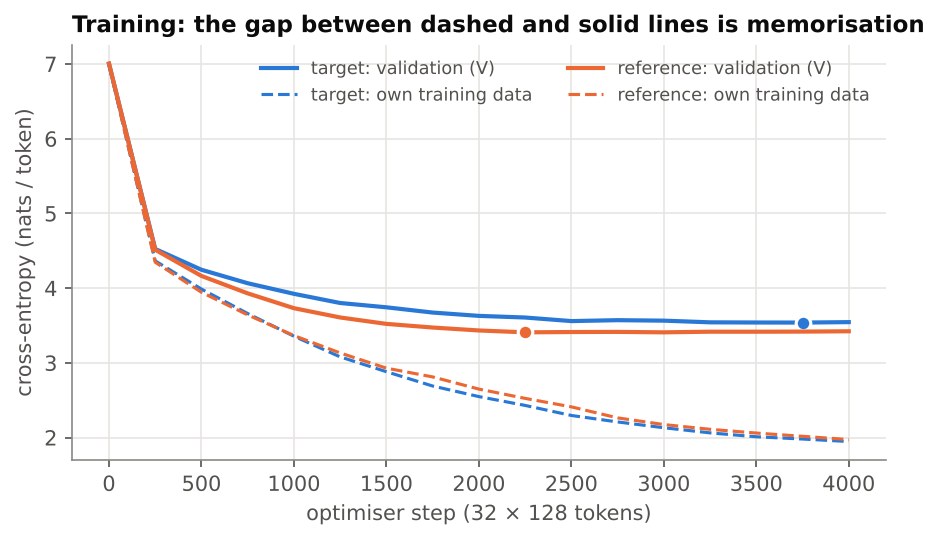 Training: the gap between dashed and solid lines is memorisation
target: validation (V)
reference: validation (V)
target: own training data
reference: own training data
cross-entropy (nats / token)
7
6
5
4
3
2
0 500 1000 1500 2000 2500 3000 3500 4000
optimiser step (32 × 128 tokens)